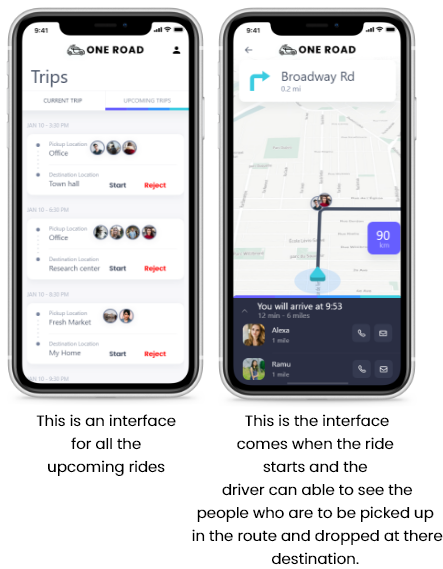 9:41
ONE ROAD
Trips
CURRENT TRIP UPCOMING TRIPS
JAN 10 - 3:30 PM
Pickup Location
Office
Destination Location
Town hall Start Reject
JAN 10 - 6:30 PM
Pickup Location
Office
Destination Location
Research center Start Reject
JAN 10 - 9:30 PM
Pickup Location
Fresh Market
Destination Location
My Home Start Reject
This is an interface
for all the
upcoming rides
9:41
ONE ROAD
Broadway Rd
0.2 mi
90
km
You will arrive at 9:53
12 min - 6 miles
Alexa
1 mile
Ramu
1 mile
This is the interface
comes when the ride
starts and the
driver can able to see the
people who are to be picked up
in the route and dropped at there
destination.